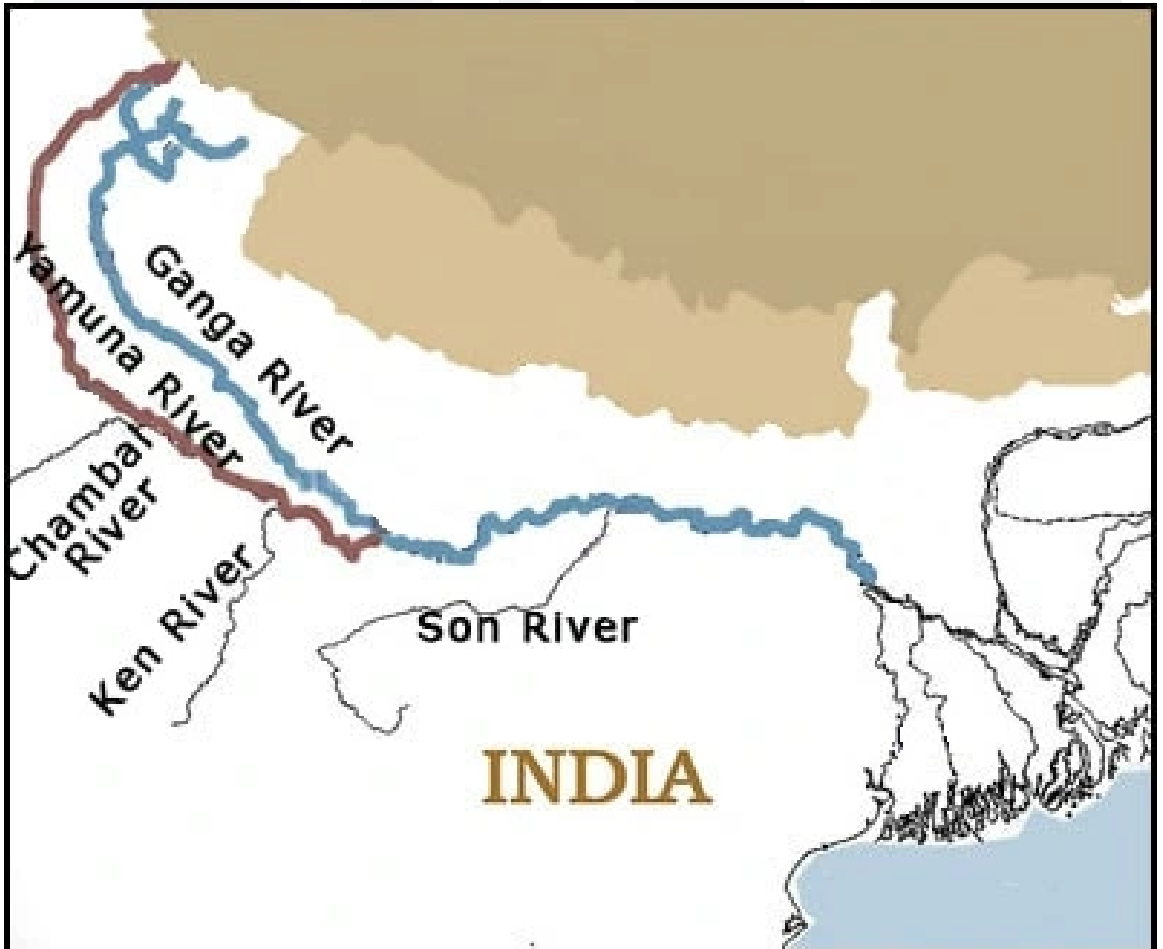 Yamuna River
Ganga River
Chambal
River
Ken River
Son River
INDIA